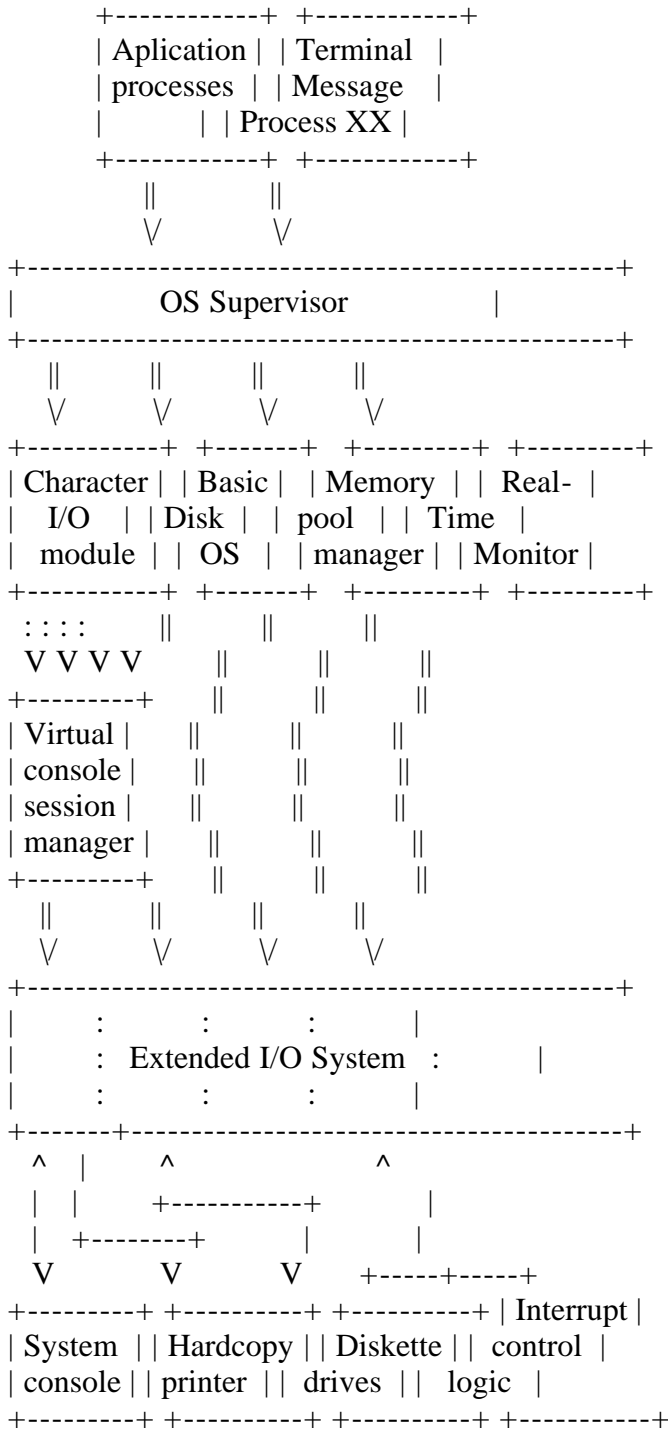 +------------+ +------------+
| Aplication | | Terminal |
| processes | | Message |
| | | Process XX |
+------------+ +------------+
|| ||
\/ \/
+-----------------------------------------------+
| OS Supervisor |
+-----------------------------------------------+
|| || || ||
\/ \/ \/ \/
+-----------+ +-------+ +---------+ +---------+
| Character | | Basic | | Memory | | Real- |
| I/O | | Disk | | pool | | Time |
| module | | OS | | manager | | Monitor |
+-----------+ +-------+ +---------+ +---------+
: : : : || || ||
V V V V || || ||
+---------+ || || ||
| Virtual | || || ||
| console | || || ||
| session | || || ||
| manager | || || ||
+---------+ || || ||
|| || || ||
\/ \/ \/ \/
+-----------------------------------------------+
| : : : |
| : Extended I/O System : |
| : : : |
+-------+---------------------------------------+
^ | ^ ^
| | +------------+ |
| +--------+ | |
V V V +-----+-----+
+---------+ +----------+ +----------+ | Interrupt |
| System | | Hardcopy | | Diskette | | control |
| console | | printer | | drives | | logic |
+---------+ +----------+ +----------+ +-----------+